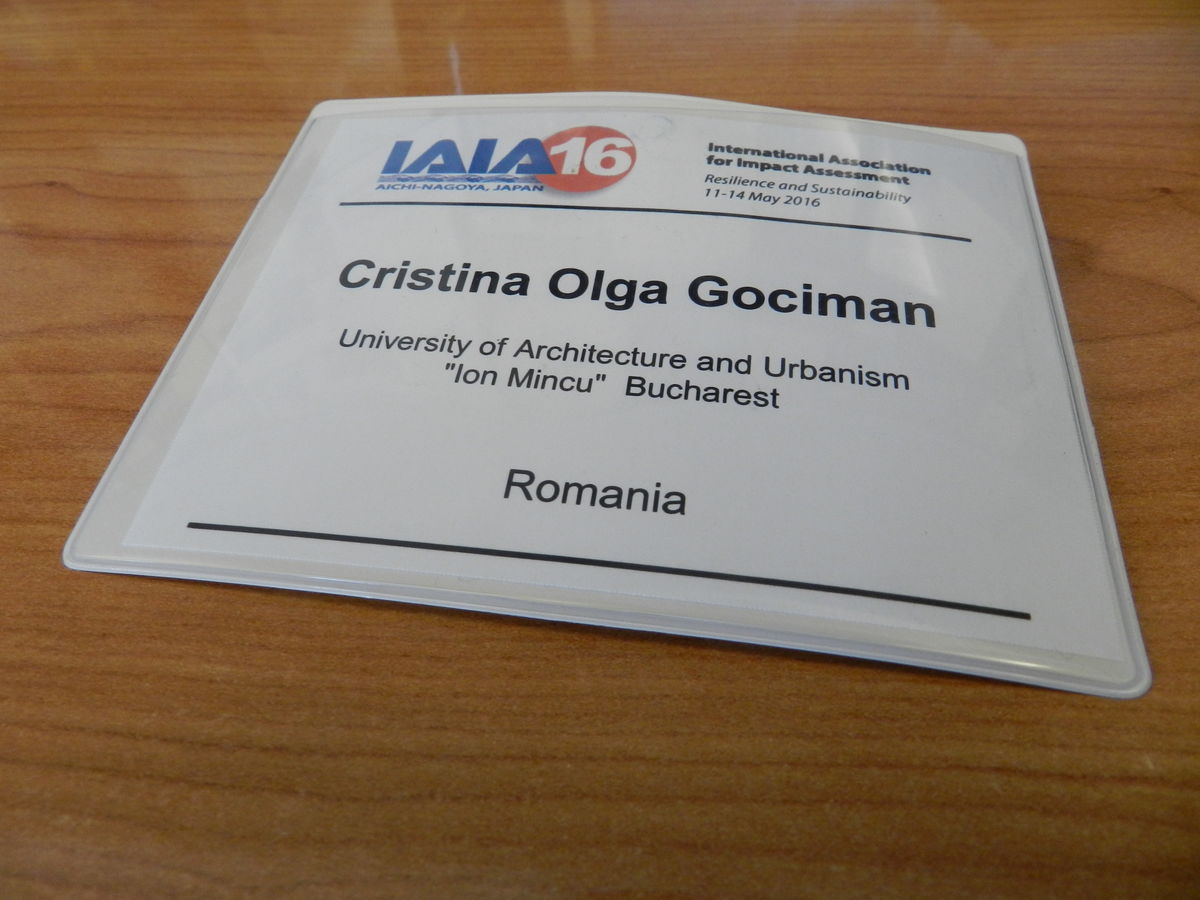 IAIA16
AICHI-NAGOYA, JAPAN
International Association
for Impact Assessment
Resilience and Sustainability
11-14 May 2016
Cristina Olga Gociman
University of Architecture and Urbanism
"Ion Mincu" Bucharest
Romania